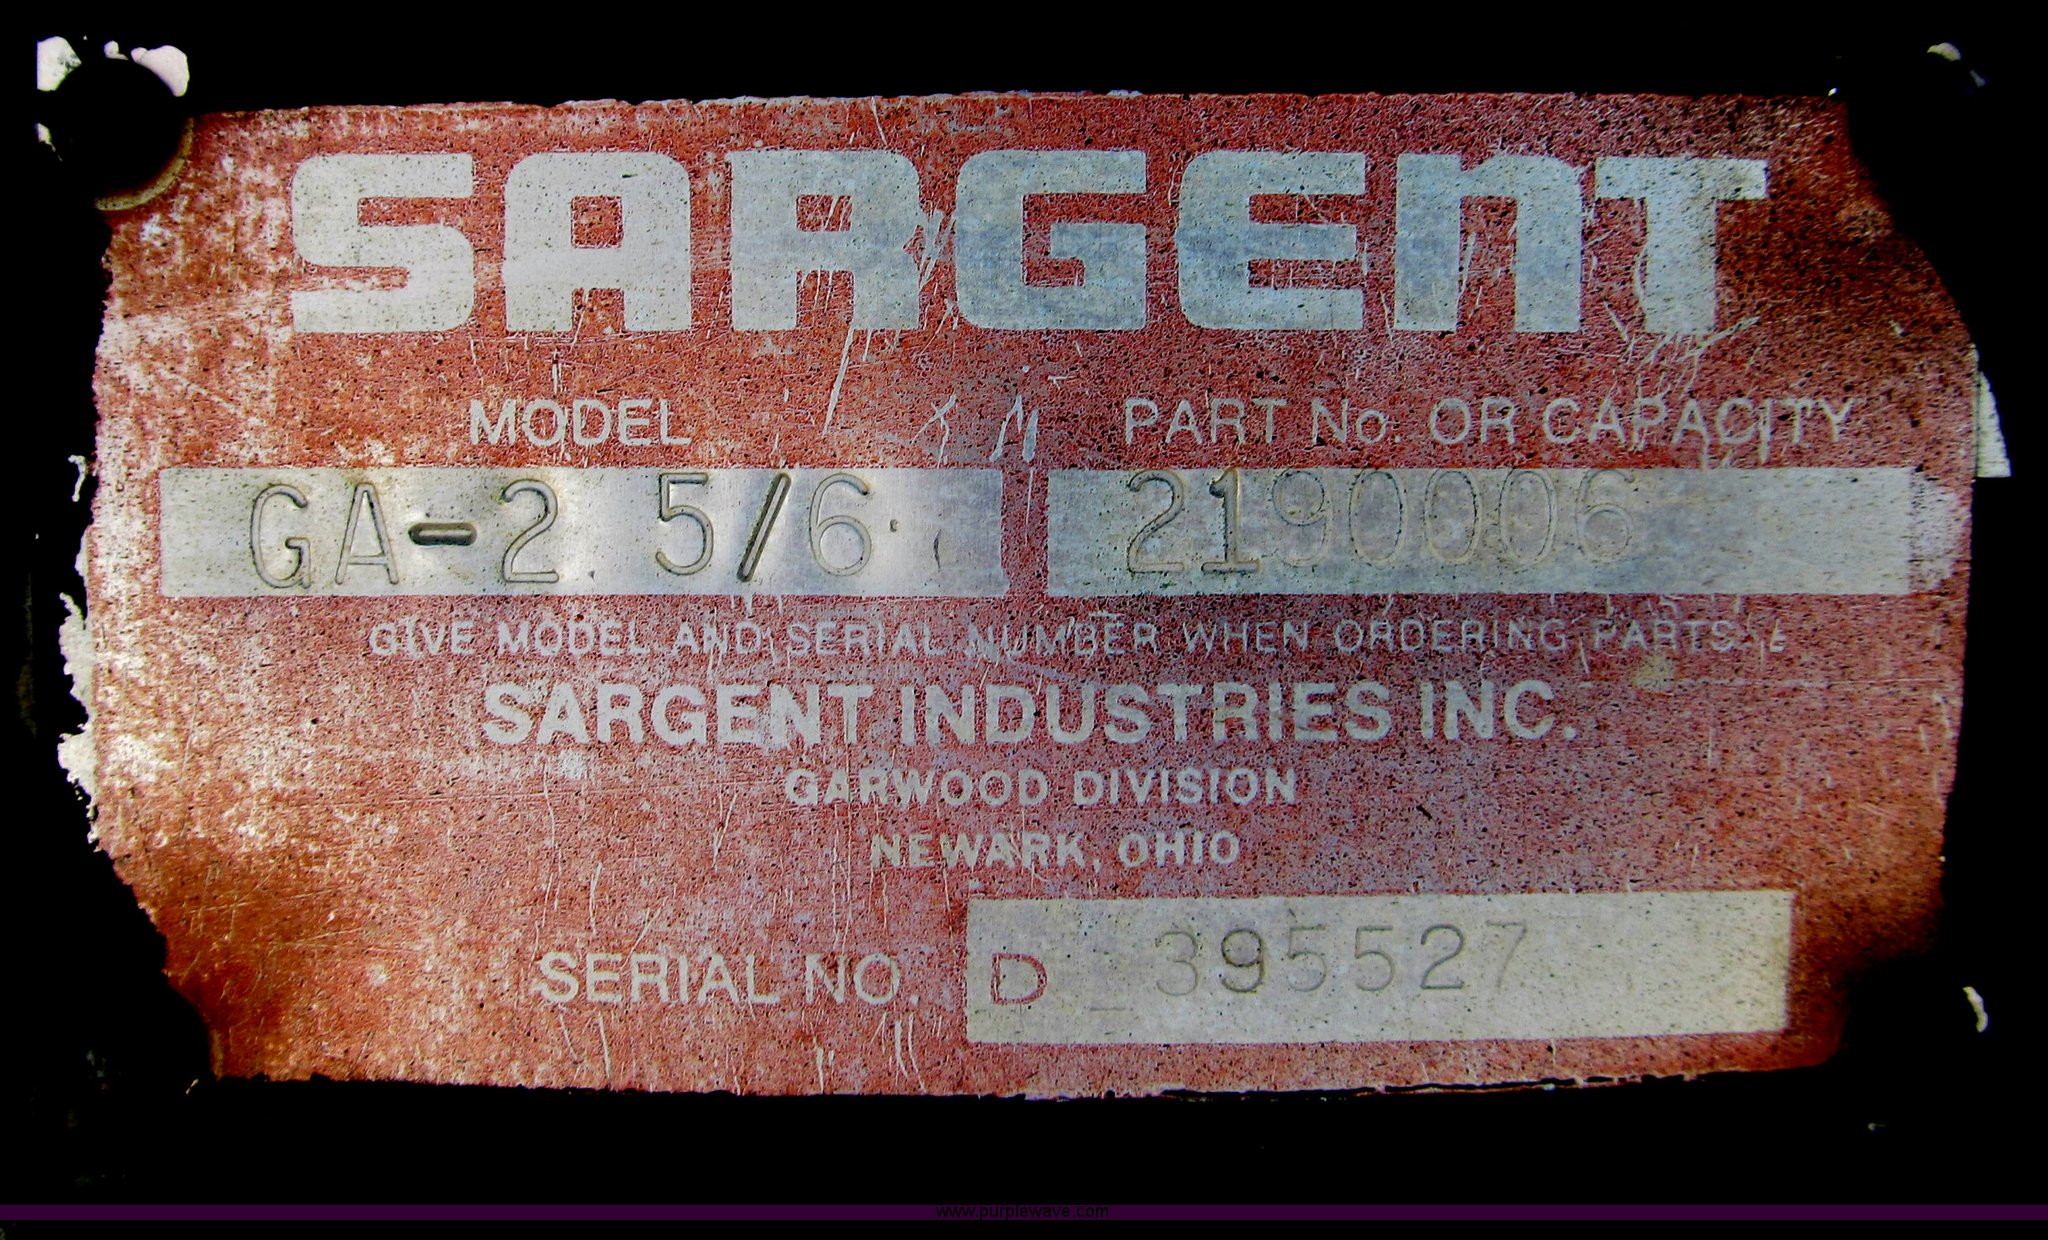 SARGENT
MODEL PART No. OR CAPACITY
GA-2 5/6 2190006
GIVE MODEL AND SERIAL NUMBER WHEN ORDERING PARTS
SARGENT INDUSTRIES INC.
GARWOOD DIVISION
NEWARK, OHIO
SERIAL NO. D 395527
www.purplewave.com